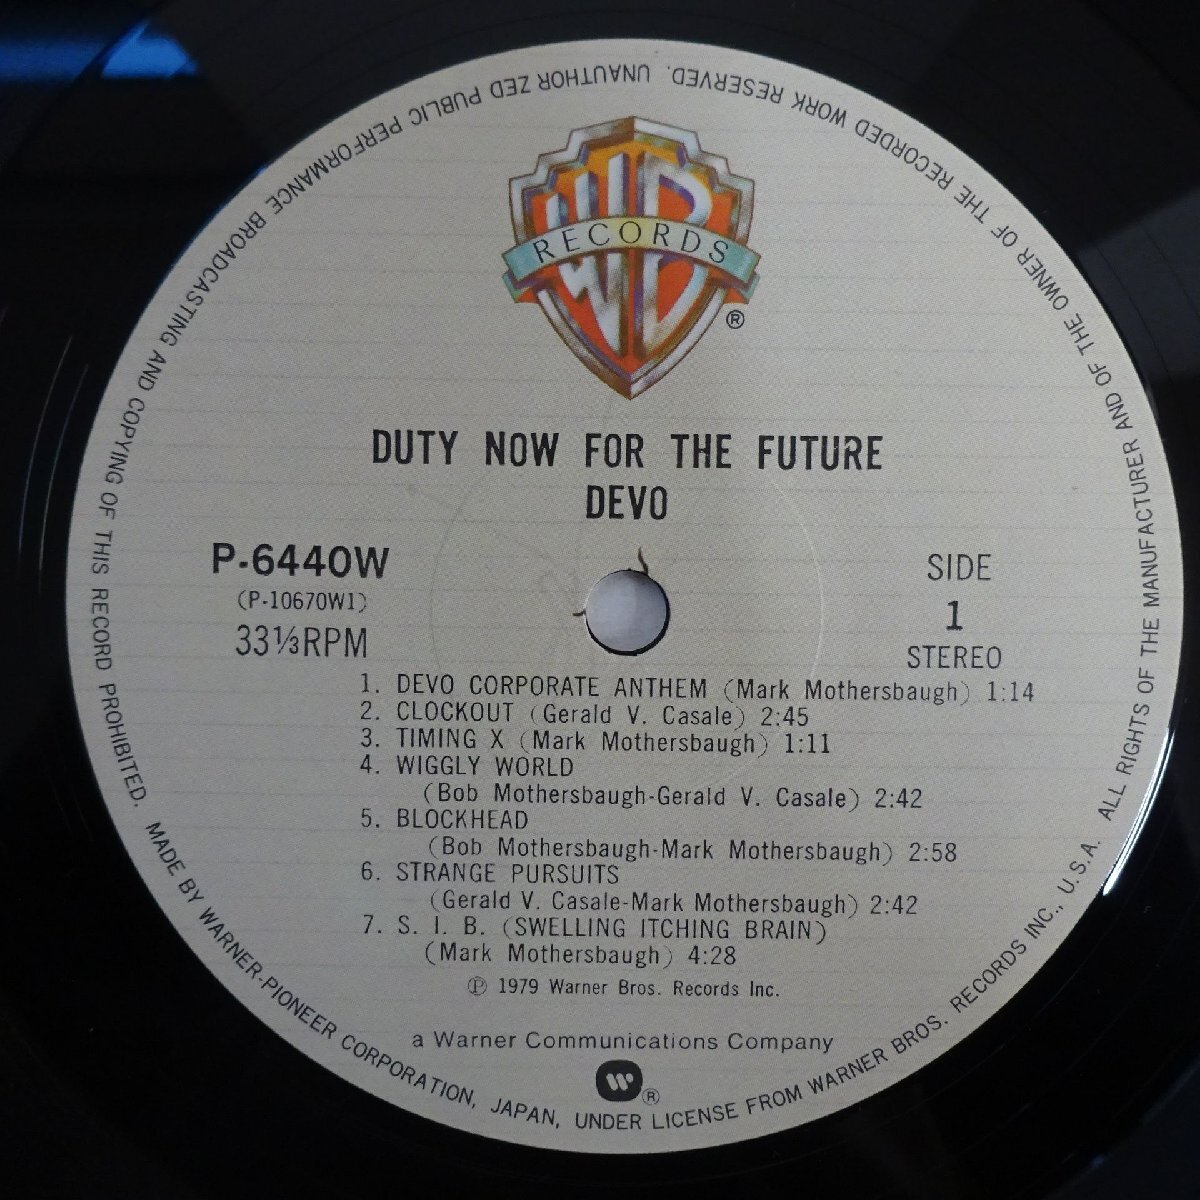 WB
RECORDS
®
DUTY NOW FOR THE FUTURE
DEVO
P-6440W
(P-10670W1)
33⅓RPM
SIDE
1
STEREO
1. DEVO CORPORATE ANTHEM (Mark Mothersbaugh) 1:14
2. CLOCKOUT (Gerald V. Casale) 2:45
3. TIMING X (Mark Mothersbaugh) 1:11
4. WIGGLY WORLD
(Bob Mothersbaugh-Gerald V. Casale) 2:42
5. BLOCKHEAD
(Bob Mothersbaugh-Mark Mothersbaugh) 2:58
6. STRANGE PURSUITS
(Gerald V. Casale-Mark Mothersbaugh) 2:42
7. S. I. B. (SWELLING ITCHING BRAIN)
(Mark Mothersbaugh) 4:28
℗ 1979 Warner Bros. Records Inc.
a Warner Communications Company
W ®
MADE BY WARNER-PIONEER CORPORATION, JAPAN, UNDER LICENSE FROM WARNER BROS. RECORDS INC., U.S.A. ALL RIGHTS OF THE MANUFACTURER AND OF THE OWNER OF THE RECORDED WORK RESERVED. UNAUTHOR ZED PUBLIC PERFORMANCE BROADCASTING AND COPYING OF THIS RECORD PROHIBITED.